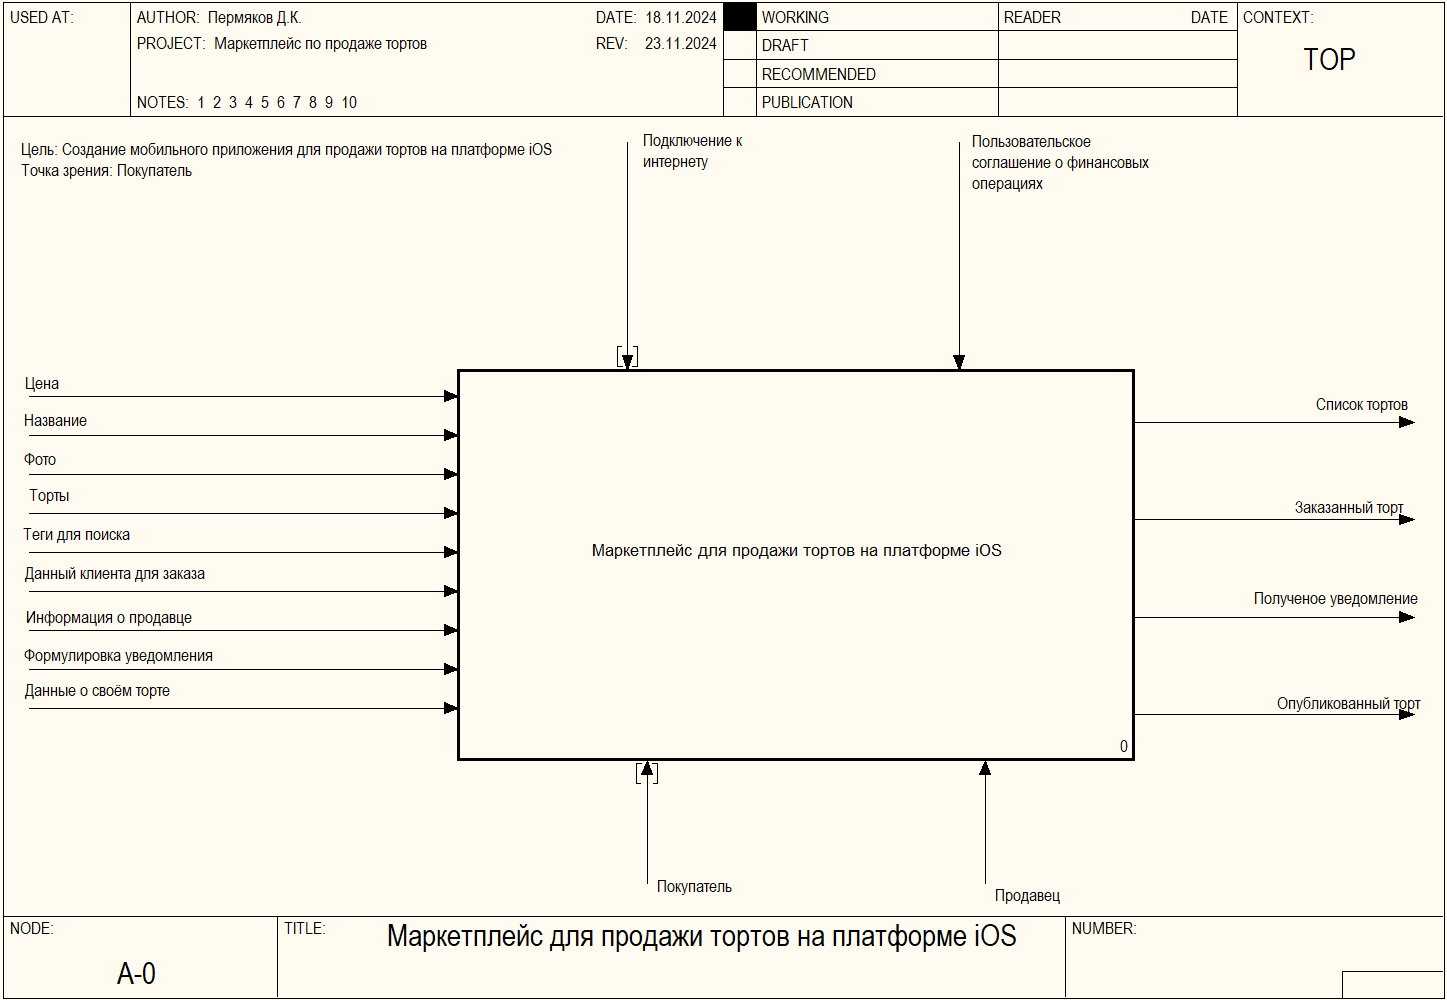 USED AT:
AUTHOR: Пермяков Д.К.
DATE: 18.11.2024
PROJECT: Маркетплейс по продаже тортов
REV: 23.11.2024
NOTES: 1 2 3 4 5 6 7 8 9 10
WORKING
DRAFT
RECOMMENDED
PUBLICATION
READER
DATE
CONTEXT:
TOP
Цель: Создание мобильного приложения для продажи тортов на платформе iOS
Точка зрения: Покупатель
Подключение к
интернету
Пользовательское
соглашение о финансовых
операциях
Цена
Название
Фото
Торты
Теги для поиска
Данный клиента для заказа
Информация о продавце
Формулировка уведомления
Данные о своём торте
Маркетплейс для продажи тортов на платформе iOS
0
Список тортов
Заказанный торт
Полученое уведомление
Опубликованный торт
Покупатель
Продавец
NODE:
A-0
TITLE:
Маркетплейс для продажи тортов на платформе iOS
NUMBER: